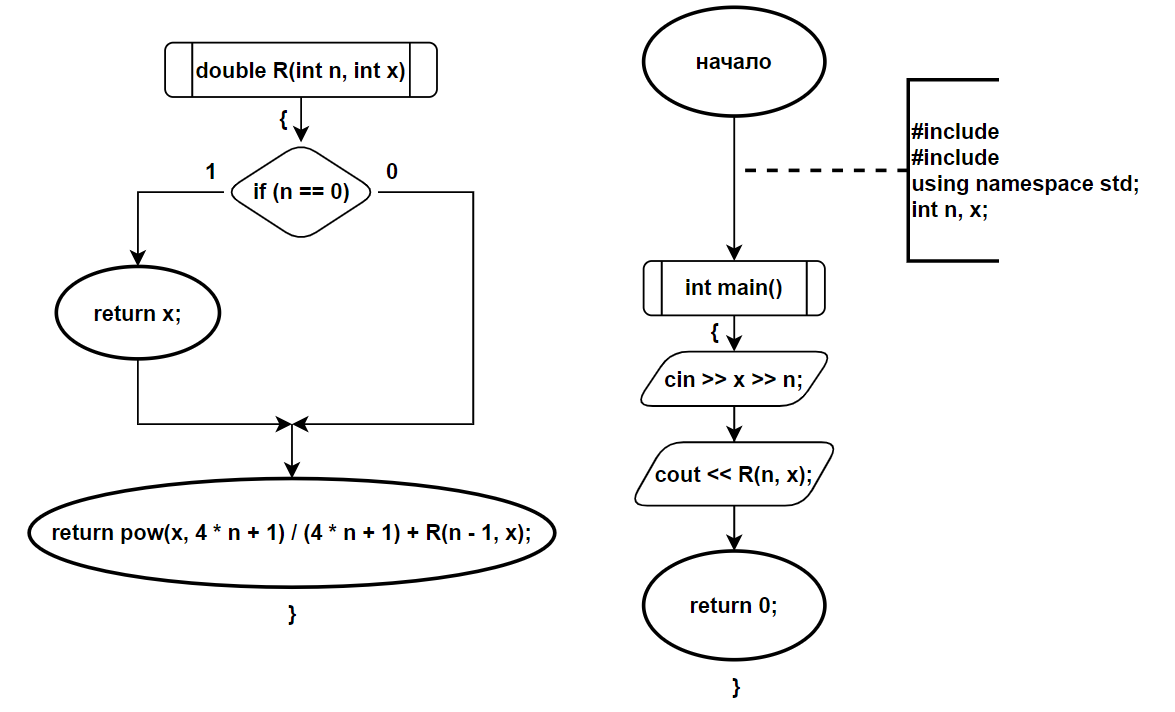 double R(int n, int x)
{
1
0
if (n == 0)
return x;
return pow(x, 4 * n + 1) / (4 * n + 1) + R(n - 1, x);
}
начало
#include
#include
using namespace std;
int n, x;
int main()
{
cin >> x >> n;
cout << R(n, x);
return 0;
}